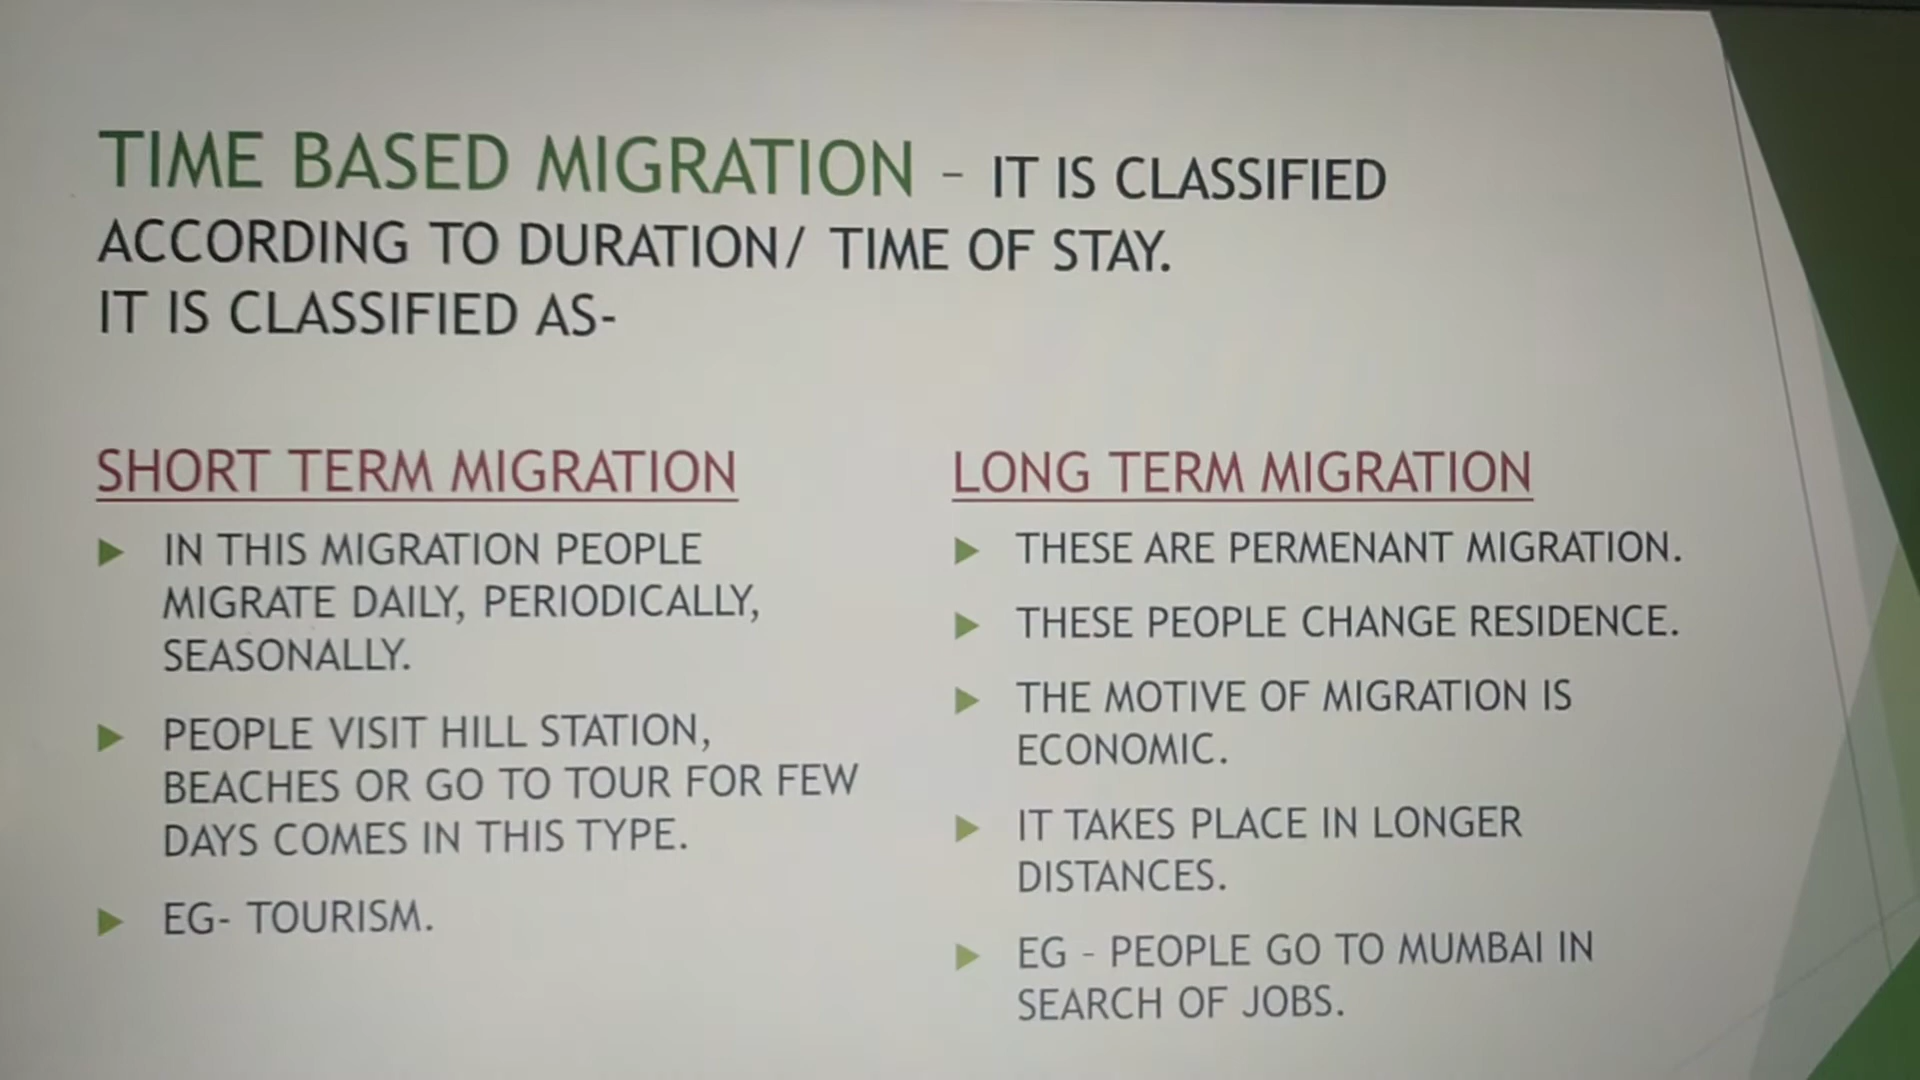 TIME BASED MIGRATION – IT IS CLASSIFIED
ACCORDING TO DURATION/ TIME OF STAY.
IT IS CLASSIFIED AS-
SHORT TERM MIGRATION
IN THIS MIGRATION PEOPLE
MIGRATE DAILY, PERIODICALLY,
SEASONALLY.
PEOPLE VISIT HILL STATION,
BEACHES OR GO TO TOUR FOR FEW
DAYS COMES IN THIS TYPE.
EG- TOURISM.
LONG TERM MIGRATION
THESE ARE PERMENANT MIGRATION.
THESE PEOPLE CHANGE RESIDENCE.
THE MOTIVE OF MIGRATION IS
ECONOMIC.
IT TAKES PLACE IN LONGER
DISTANCES.
EG – PEOPLE GO TO MUMBAI IN
SEARCH OF JOBS.